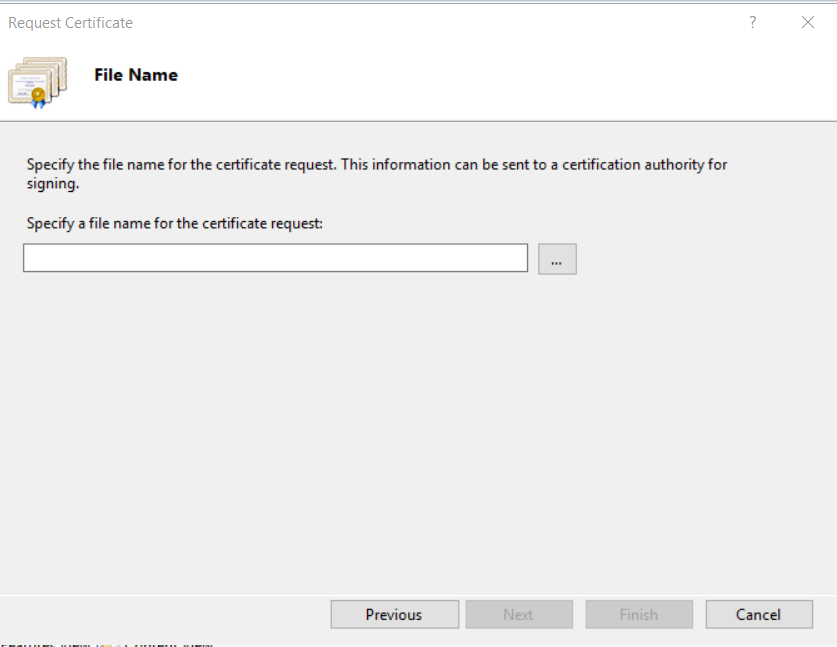 Request Certificate
?
File Name
Specify the file name for the certificate request. This information can be sent to a certification authority for
signing.
Specify a file name for the certificate request:
...
Previous
Next
Finish
Cancel